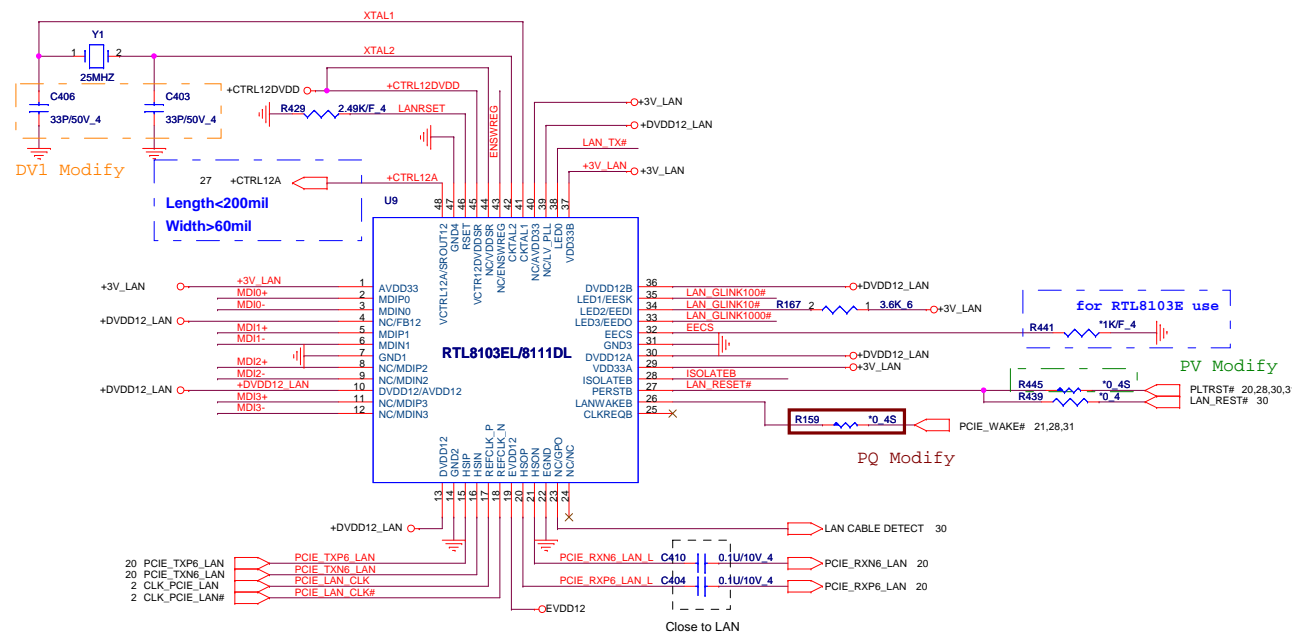 XTAL1
Y1
1 2
XTAL2
25MHZ
C406
33P/50V_4
C403
33P/50V_4
DV1 Modify
+CTRL12DVDD
+CTRL12DVDD
R429 2.49K/F_4 LANRSET
ENSWREG
+3V_LAN
+DVDD12_LAN
LAN_TX#
+3V_LAN
+3V_LAN
27 +CTRL12A
+CTRL12A
Length<200mil
Width>60mil
U9
48 47 46 45 44 43 42 41 40 39 38 37
VCTRL12A/SROUT12
GND4
RSET
VCTR12DVDDSR
NC/VDDSR
NC/ENSWREG
CKTAL2
CKTAL1
NC/AVDD33
NC/LV_PLL
LED0
VDD33B
RTL8103EL/8111DL
+3V_LAN +3V_LAN 1 AVDD33
MDI0+ 2 MDIP0
MDI0- 3 MDIN0
+DVDD12_LAN 4 NC/FB12
MDI1+ 5 MDIP1
MDI1- 6 MDIN1
7 GND1
MDI2+ 8 NC/MDIP2
MDI2- 9 NC/MDIN2
+DVDD12_LAN +DVDD12_LAN 10 DVDD12/AVDD12
MDI3+ 11 NC/MDIP3
MDI3- 12 NC/MDIN3
DVDD12B 36 +DVDD12_LAN
LED1/EESK 35 LAN_GLINK100#
LED2/EEDI 34 LAN_GLINK10# R167 2 1 3.6K_6 +3V_LAN
LED3/EEDO 33 LAN_GLINK1000#
EECS 32 EECS
GND3 31
DVDD12A 30 +DVDD12_LAN
VDD33A 29 +3V_LAN
ISOLATEB 28 ISOLATEB
PERSTB 27 LAN_RESET#
LANWAKEB 26
CLKREQB 25
for RTL8103E use
R441 *1K/F_4
PV Modify
R445 *0_4S PLTRST# 20,28,30,3
R439 *0_4 LAN_REST# 30
R159 *0_4S PCIE_WAKE# 21,28,31
PQ Modify
DVDD12
GND2
HSIP
HSIN
REFCLK_P
REFCLK_N
EVDD12
HSOP
HSON
EGND
NC/GPO
NC/NC
13 14 15 16 17 18 19 20 21 22 23 24
+DVDD12_LAN
LAN CABLE DETECT 30
20 PCIE_TXP6_LAN PCIE_TXP6_LAN
20 PCIE_TXN6_LAN PCIE_TXN6_LAN
2 CLK_PCIE_LAN PCIE_LAN_CLK
2 CLK_PCIE_LAN# PCIE_LAN_CLK#
PCIE_RXN6_LAN_L C410 0.1U/10V_4 PCIE_RXN6_LAN 20
PCIE_RXP6_LAN_L C404 0.1U/10V_4 PCIE_RXP6_LAN 20
EVDD12
Close to LAN